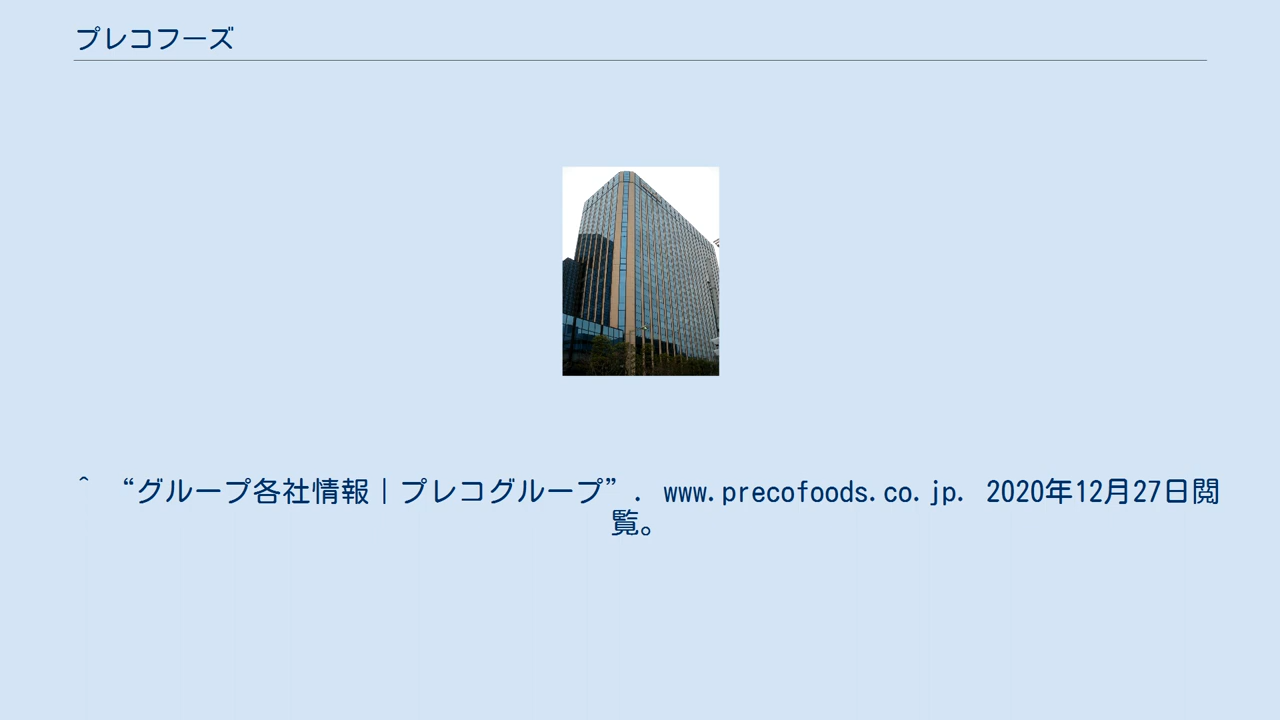 プレコフーズ
^ “グループ各社情報｜プレコグループ”. www.precofoods.co.jp. 2020年12月27日閲
覧。